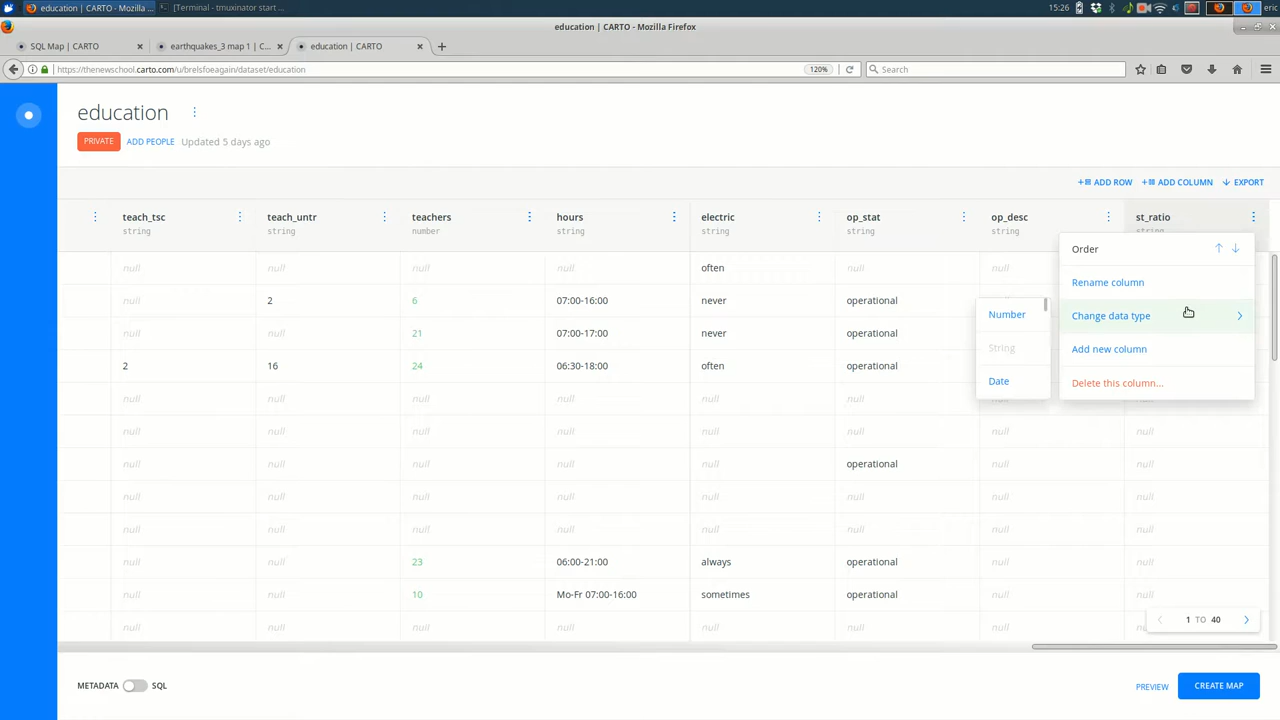 education | CARTO - Mozilla ...
[Terminal - tmuxinator start ...
15:26
eric
education | CARTO - Mozilla Firefox
SQL Map | CARTO
earthquakes_3 map 1 | C...
education | CARTO
https://thenewschool.carto.com/u/brelsfoeagain/dataset/education
120%
Search
education
PRIVATE
ADD PEOPLE
Updated 5 days ago
ADD ROW
ADD COLUMN
EXPORT
teach_tsc teach_untr teachers hours electric op_stat op_desc st_ratio
string string number string string string string string
null null null null often null null
null 2 6 07:00-16:00 never operational
null null 21 07:00-17:00 never operational
2 16 24 06:30-18:00 often operational
null null null null null null null null
null null null null null null null null
null null null null null operational null null
null null null null null null null null
null null null null null null null null
null null 23 06:00-21:00 always operational null null
null null 10 Mo-Fr 07:00-16:00 sometimes operational null null
null null null null null null null
Order
Rename column
Change data type
Add new column
Delete this column...
Number
String
Date
1 TO 40
METADATA
SQL
PREVIEW
CREATE MAP